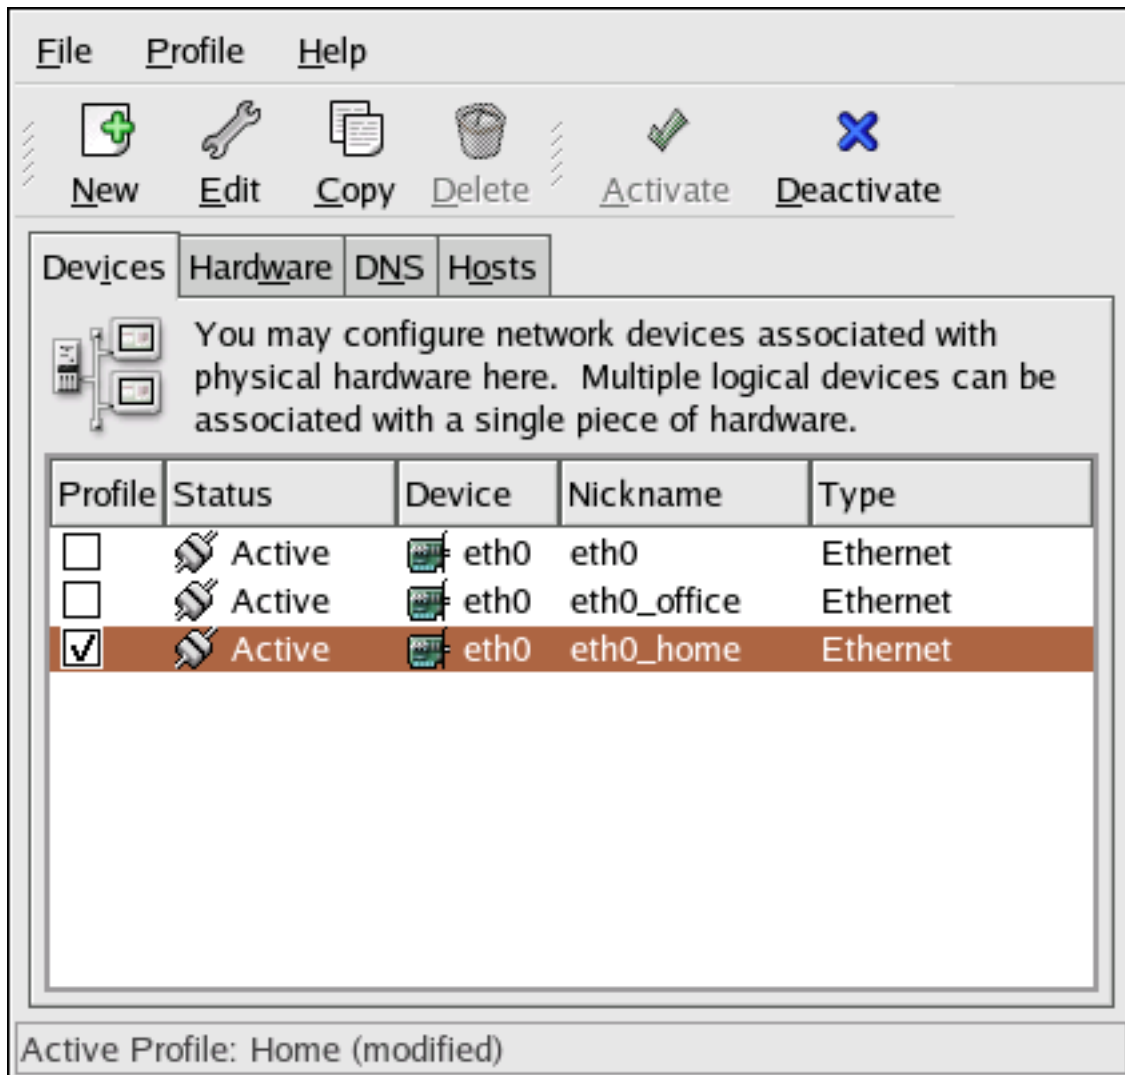 File Profile Help
New Edit Copy Delete Activate Deactivate
Devices Hardware DNS Hosts
You may configure network devices associated with
physical hardware here. Multiple logical devices can be
associated with a single piece of hardware.
Profile Status Device Nickname Type
Active eth0 eth0 Ethernet
Active eth0 eth0_office Ethernet
Active eth0 eth0_home Ethernet
Active Profile: Home (modified)